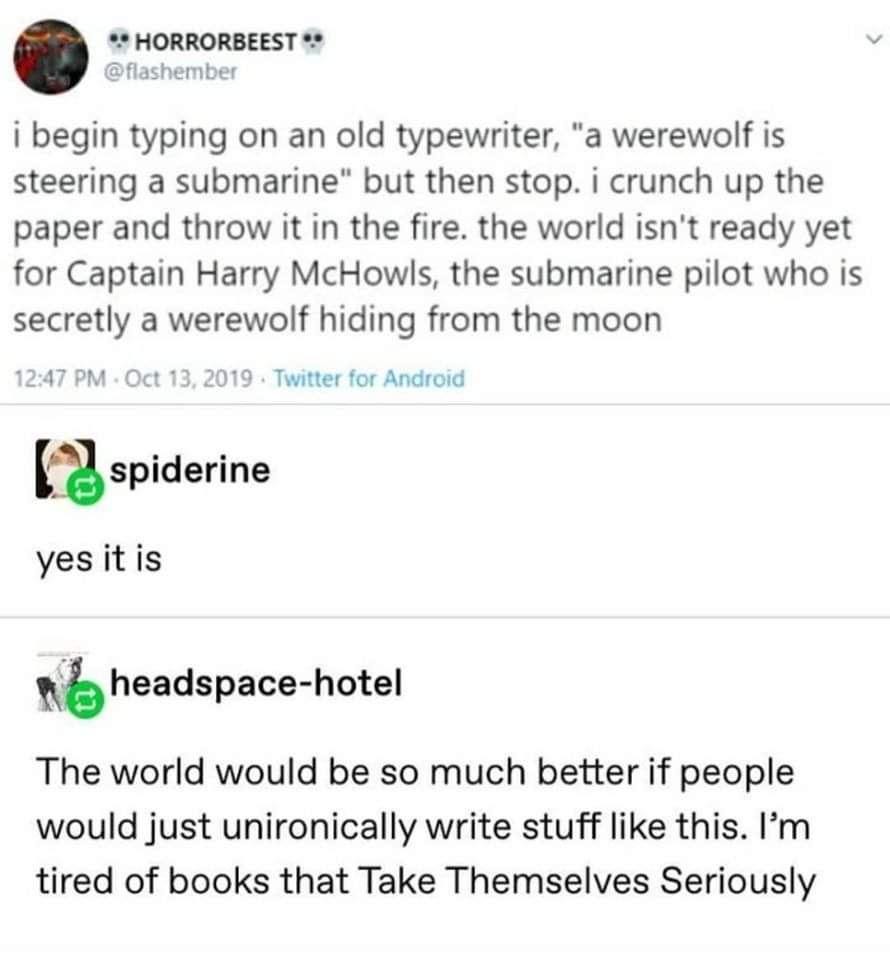 💀HORRORBEEST💀
@flashember
i begin typing on an old typewriter, "a werewolf is
steering a submarine" but then stop. i crunch up the
paper and throw it in the fire. the world isn't ready yet
for Captain Harry McHowls, the submarine pilot who is
secretly a werewolf hiding from the moon
12:47 PM · Oct 13, 2019 · Twitter for Android
spiderine
yes it is
headspace-hotel
The world would be so much better if people
would just unironically write stuff like this. I’m
tired of books that Take Themselves Seriously